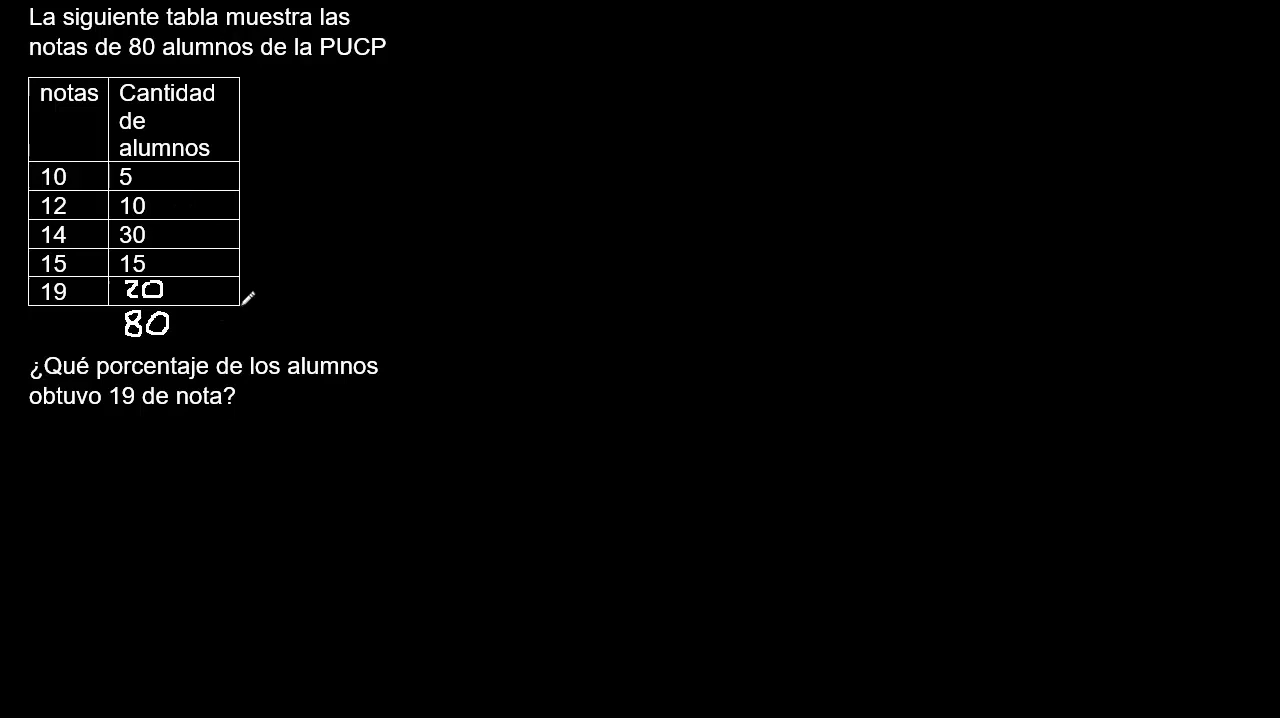 La siguiente tabla muestra las
notas de 80 alumnos de la PUCP
notas Cantidad
de
alumnos
10 5
12 10
14 30
15 15
19 20
80
¿Qué porcentaje de los alumnos
obtuvo 19 de nota?